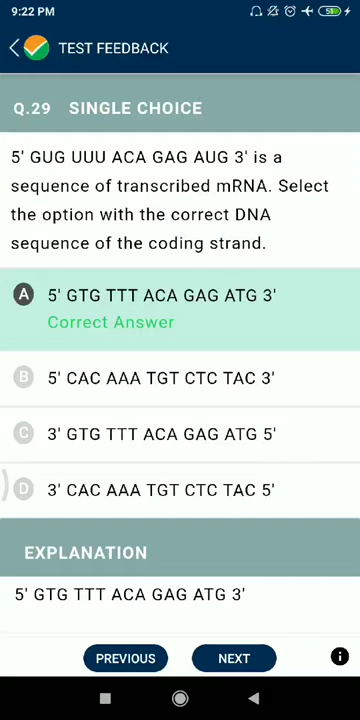 9:22 PM
51
TEST FEEDBACK
Q.29 SINGLE CHOICE
5' GUG UUU ACA GAG AUG 3' is a
sequence of transcribed mRNA. Select
the option with the correct DNA
sequence of the coding strand.
A 5' GTG TTT ACA GAG ATG 3'
Correct Answer
B 5' CAC AAA TGT CTC TAC 3'
C 3' GTG TTT ACA GAG ATG 5'
D 3' CAC AAA TGT CTC TAC 5'
EXPLANATION
5' GTG TTT ACA GAG ATG 3'
PREVIOUS NEXT